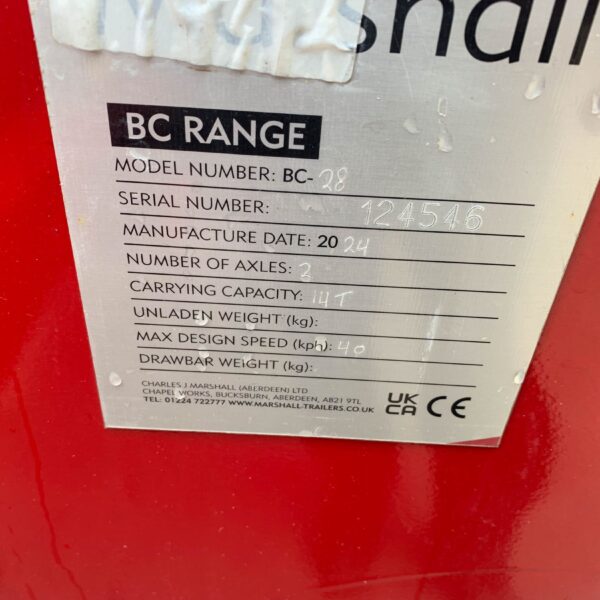 Marshall
BC RANGE
MODEL NUMBER: BC-28
SERIAL NUMBER: 124546
MANUFACTURE DATE: 2024
NUMBER OF AXLES: 2
CARRYING CAPACITY: 14T
UNLADEN WEIGHT (kg):
MAX DESIGN SPEED (kph): 40
DRAWBAR WEIGHT (kg):
CHARLES J MARSHALL (ABERDEEN) LTD
CHAPEL WORKS, BUCKSBURN, ABERDEEN, AB21 9TL
TEL: 01224 722777 WWW.MARSHALL-TRAILERS.CO.UK
UK
CA CE